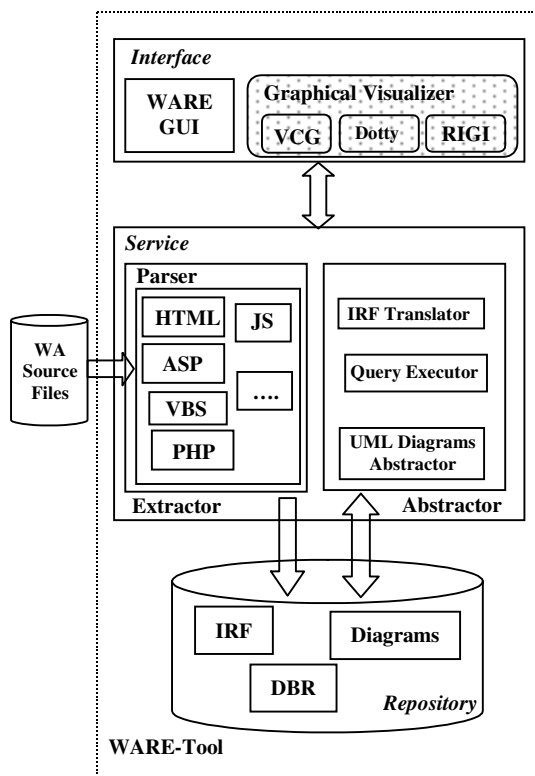 Interface
WARE
GUI
Graphical Visualizer
VCG
Dotty
RIGI
Service
Parser
HTML
JS
ASP
....
VBS
PHP
Extractor
IRF Translator
Query Executor
UML Diagrams
Abstractor
Abstractor
WA
Source
Files
IRF
Diagrams
DBR
Repository
WARE-Tool